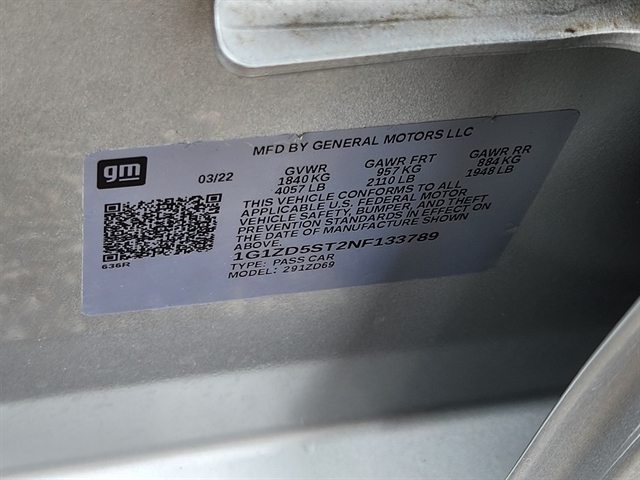 MFD BY GENERAL MOTORS LLC
gm
03/22
GVWR GAWR FRT GAWR RR
1840 KG 957 KG 884 KG
4057 LB 2110 LB 1948 LB
THIS VEHICLE CONFORMS TO ALL
APPLICABLE U.S. FEDERAL MOTOR
VEHICLE SAFETY, BUMPER, AND THEFT
PREVENTION STANDARDS IN EFFECT ON
THE DATE OF MANUFACTURE SHOWN
ABOVE.
1G1ZD5ST2NF133789
TYPE: PASS CAR
MODEL: 291ZD69
636R